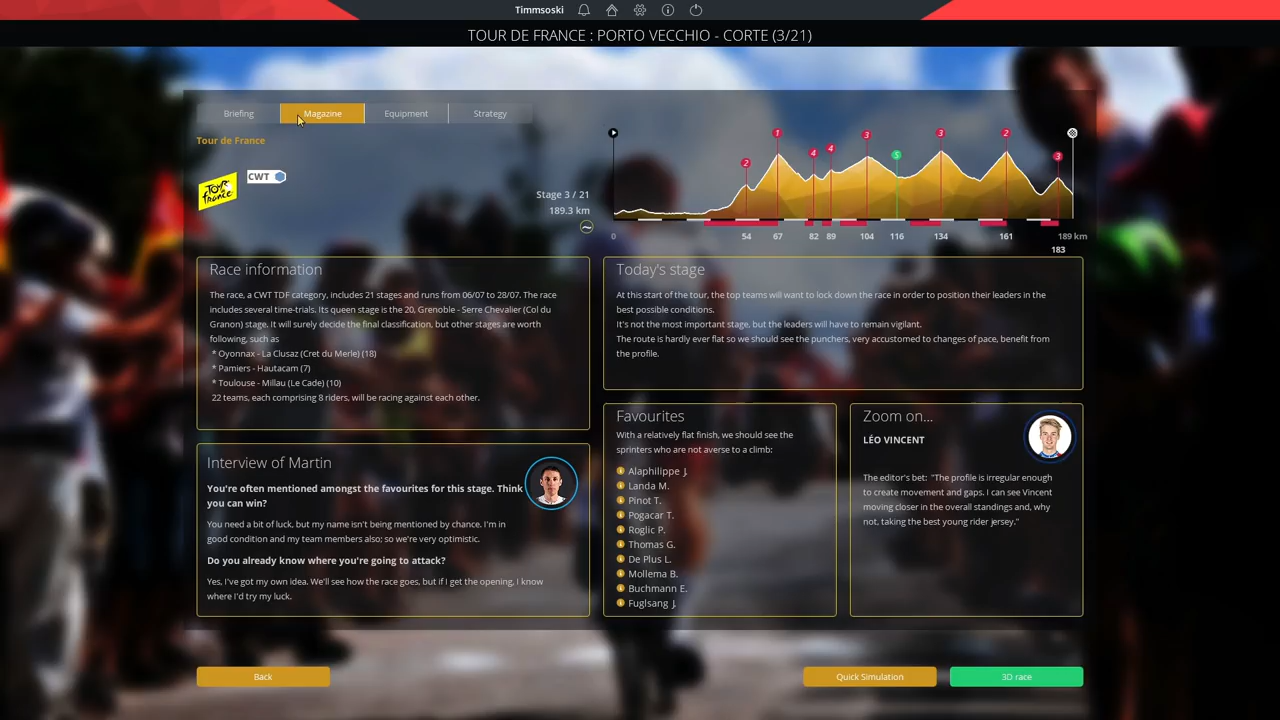 Timmsoski
TOUR DE FRANCE : PORTO VECCHIO - CORTE (3/21)
Briefing
Magazine
Equipment
Strategy
Tour de France
TOUR
de
france
CWT
Stage 3 / 21
189.3 km
2
1
4
4
3
S
3
2
3
0
54
67
82
89
104
116
134
161
189 km
183
Race information
The race, a CWT TDF category, includes 21 stages and runs from 06/07 to 28/07. The race
includes several time-trials. Its queen stage is the 20, Grenoble - Serre Chevalier (Col du
Granon) stage. It will surely decide the final classification, but other stages are worth
following, such as
* Oyonnax - La Clusaz (Cret du Merle) (18)
* Pamiers - Hautacam (7)
* Toulouse - Millau (Le Cade) (10)
22 teams, each comprising 8 riders, will be racing against each other.
Today's stage
At this start of the tour, the top teams will want to lock down the race in order to position their leaders in the
best possible conditions.
It's not the most important stage, but the leaders will have to remain vigilant.
The route is hardly ever flat so we should see the punchers, very accustomed to changes of pace, benefit from
the profile.
Interview of Martin
You're often mentioned amongst the favourites for this stage. Think
you can win?
You need a bit of luck, but my name isn't being mentioned by chance. I'm in
good condition and my team members also; so we're very optimistic.
Do you already know where you're going to attack?
Yes, I've got my own idea. We'll see how the race goes, but if I get the opening, I know
where I'd try my luck.
Favourites
With a relatively flat finish, we should see the
sprinters who are not averse to a climb:
Alaphilippe J.
Landa M.
Pinot T.
Pogacar T.
Roglic P.
Thomas G.
De Plus L.
Mollema B.
Buchmann E.
Fuglsang J.
Zoom on...
LÉO VINCENT
The editor's bet: "The profile is irregular enough
to create movement and gaps. I can see Vincent
moving closer in the overall standings and, why
not, taking the best young rider jersey."
Back
Quick Simulation
3D race